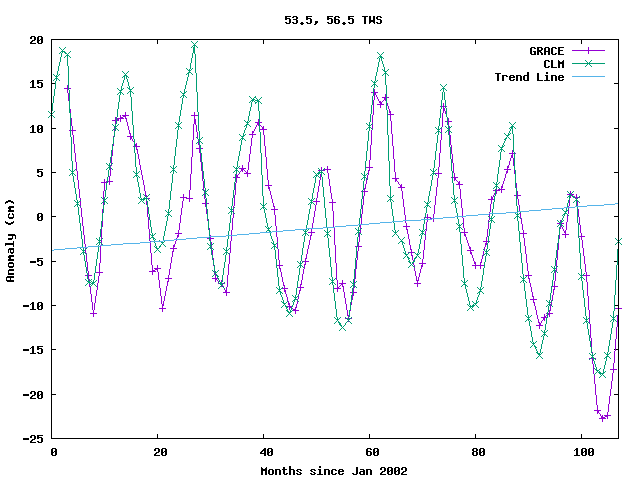 53.5, 56.5 TWS
GRACE
CLM
Trend Line
20
15
10
5
0
-5
-10
-15
-20
-25
Anomaly (cm)
0 20 40 60 80 100
Months since Jan 2002